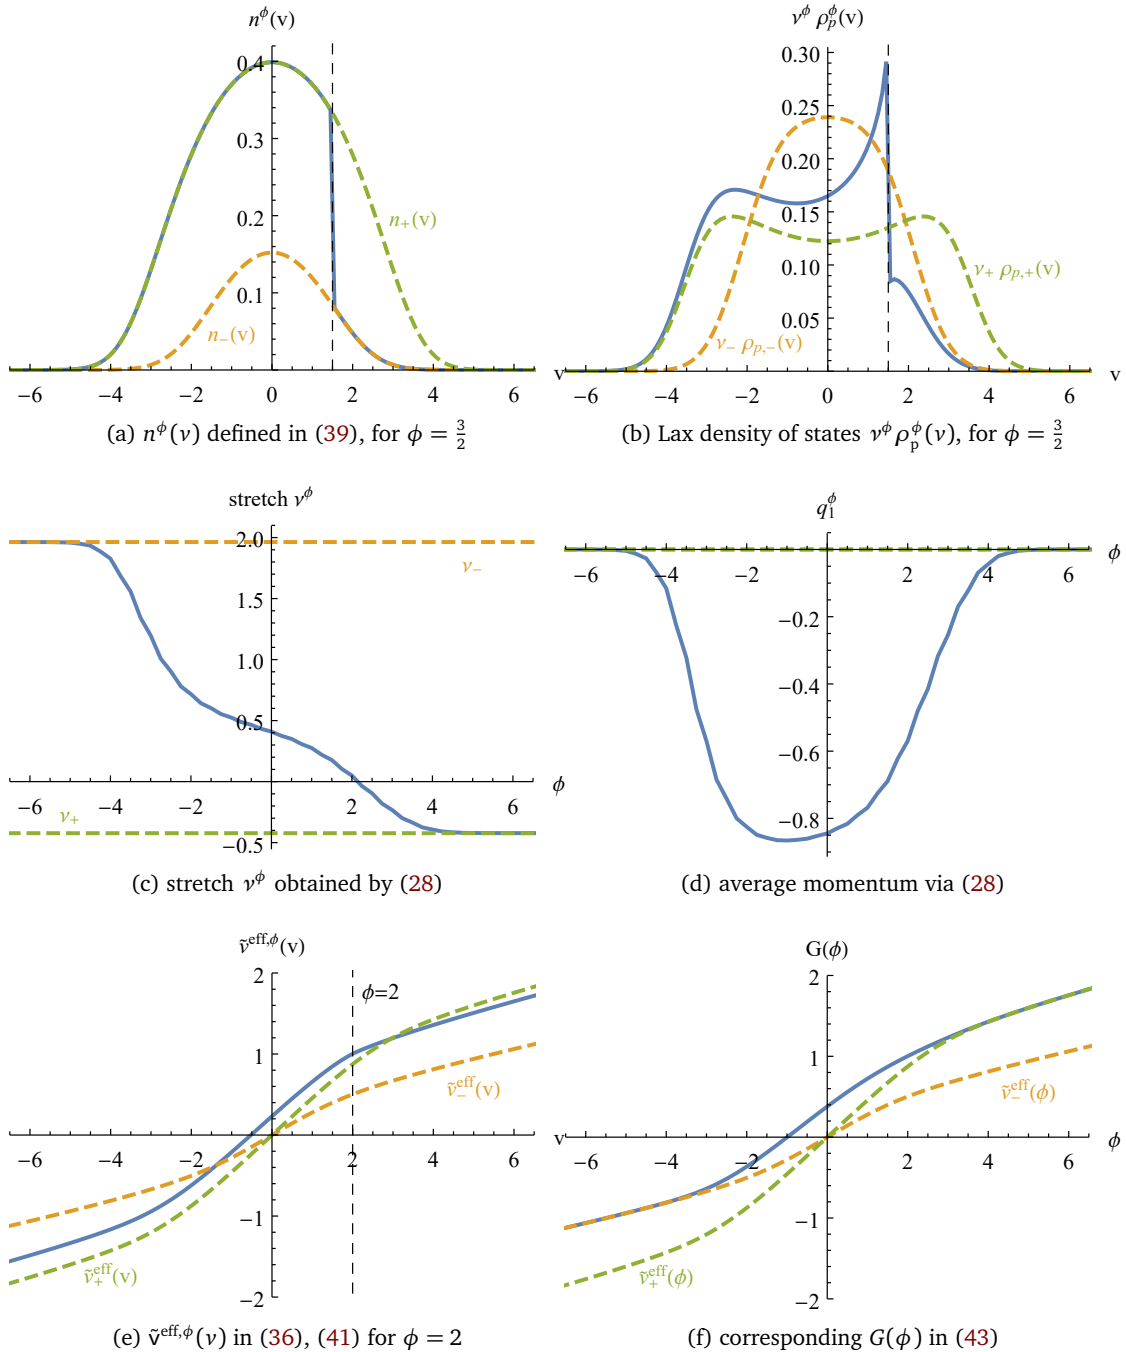 n^ϕ(v)
0.4
0.3
0.2
0.1
n₊(v)
n₋(v)
−6 −4 −2 0 2 4 6
v
(a) n^ϕ(v) defined in (39), for ϕ = 3/2
ν^ϕ ρ_p^ϕ(v)
0.30
0.25
0.20
0.15
0.10
0.05
ν₊ ρ_{p,+}(v)
ν₋ ρ_{p,−}(v)
−6 −4 −2 0 2 4 6
v
(b) Lax density of states ν^ϕ ρ_p^ϕ(v), for ϕ = 3/2
stretch ν^ϕ
2.0
ν₋
1.5
1.0
0.5
−6 −4 −2 2 4 6
ϕ
ν₊
−0.5
(c) stretch ν^ϕ obtained by (28)
q_1^ϕ
ϕ
−6 −4 −2 2 4 6
−0.2
−0.4
−0.6
−0.8
(d) average momentum via (28)
ṽ^{eff,ϕ}(v)
2
ϕ=2
1
ṽ₋^{eff}(v)
v
−6 −4 −2 0 2 4 6
−1
ṽ₊^{eff}(v)
−2
(e) ṽ^{eff,ϕ}(v) in (36), (41) for ϕ = 2
G(ϕ)
2
1
ṽ₋^{eff}(ϕ)
ϕ
−6 −4 −2 0 2 4 6
−1
ṽ₊^{eff}(ϕ)
−2
(f) corresponding G(ϕ) in (43)